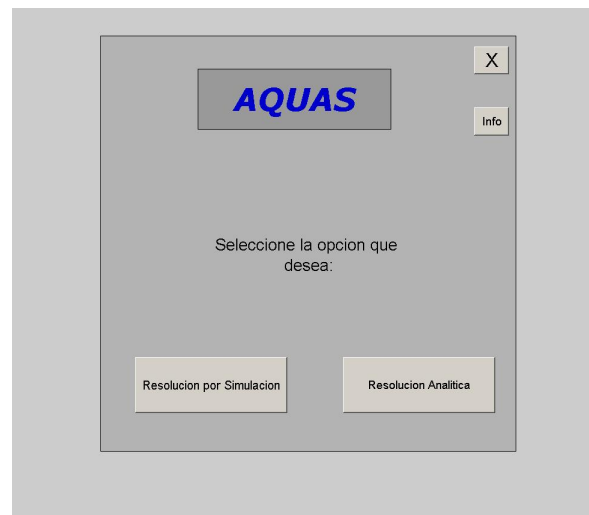 X
AQUAS
Info
Seleccione la opcion que
desea:
Resolucion por Simulacion
Resolucion Analitica